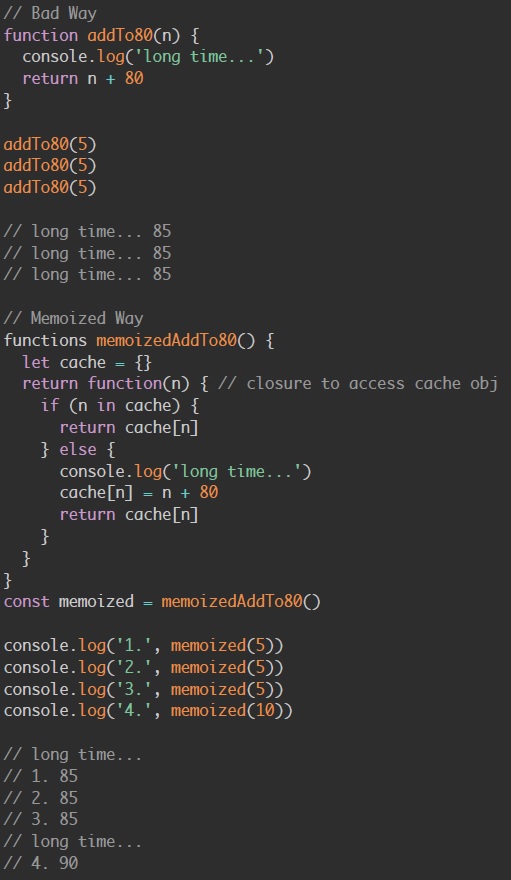 // Bad Way
function addTo80(n) {
  console.log('long time...')
  return n + 80
}

addTo80(5)
addTo80(5)
addTo80(5)

// long time... 85
// long time... 85
// long time... 85

// Memoized Way
functions memoizedAddTo80() {
  let cache = {}
  return function(n) { // closure to access cache obj
    if (n in cache) {
      return cache[n]
    } else {
      console.log('long time...')
      cache[n] = n + 80
      return cache[n]
    }
  }
}
const memoized = memoizedAddTo80()

console.log('1.', memoized(5))
console.log('2.', memoized(5))
console.log('3.', memoized(5))
console.log('4.', memoized(10))

// long time...
// 1. 85
// 2. 85
// 3. 85
// long time...
// 4. 90